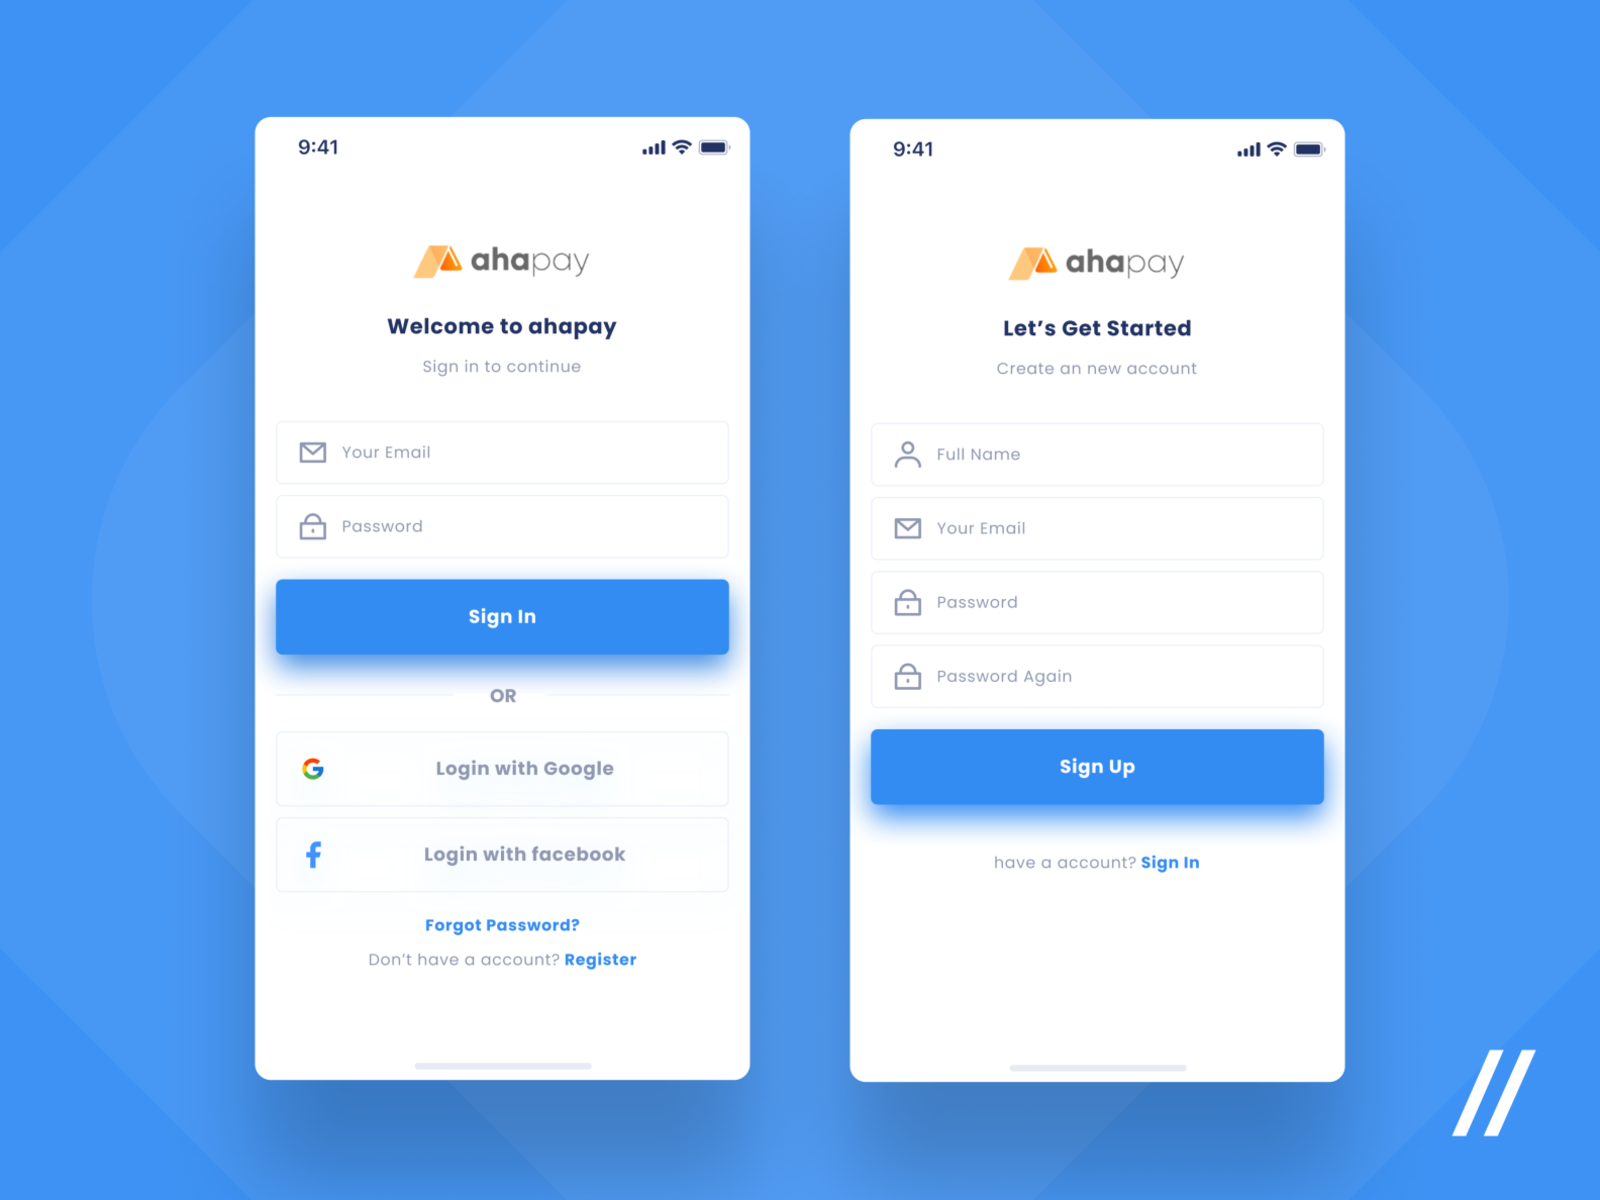 9:41
ahapay
Welcome to ahapay
Sign in to continue
Your Email
Password
Sign In
OR
Login with Google
Login with facebook
Forgot Password?
Don’t have a account? Register
9:41
ahapay
Let’s Get Started
Create an new account
Full Name
Your Email
Password
Password Again
Sign Up
have a account? Sign In